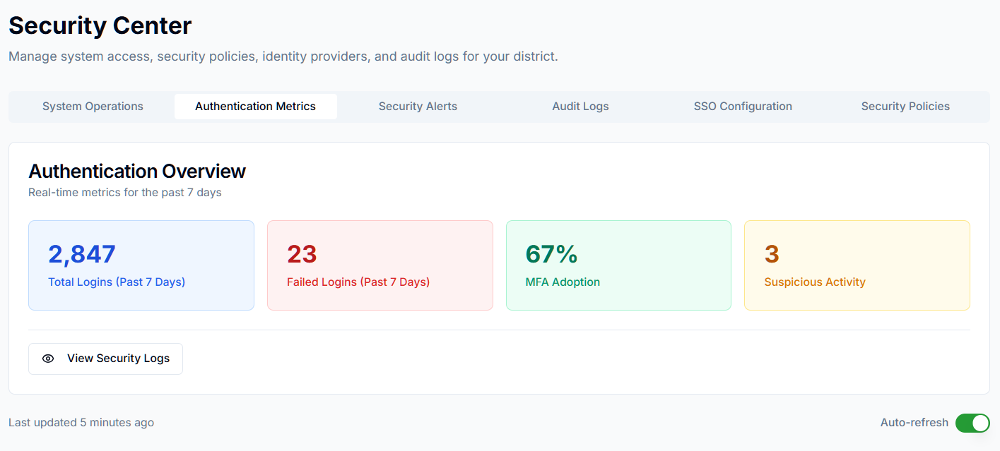 Security Center
Manage system access, security policies, identity providers, and audit logs for your district.
System Operations
Authentication Metrics
Security Alerts
Audit Logs
SSO Configuration
Security Policies
Authentication Overview
Real-time metrics for the past 7 days
2,847
Total Logins (Past 7 Days)
23
Failed Logins (Past 7 Days)
67%
MFA Adoption
3
Suspicious Activity
View Security Logs
Last updated 5 minutes ago
Auto-refresh